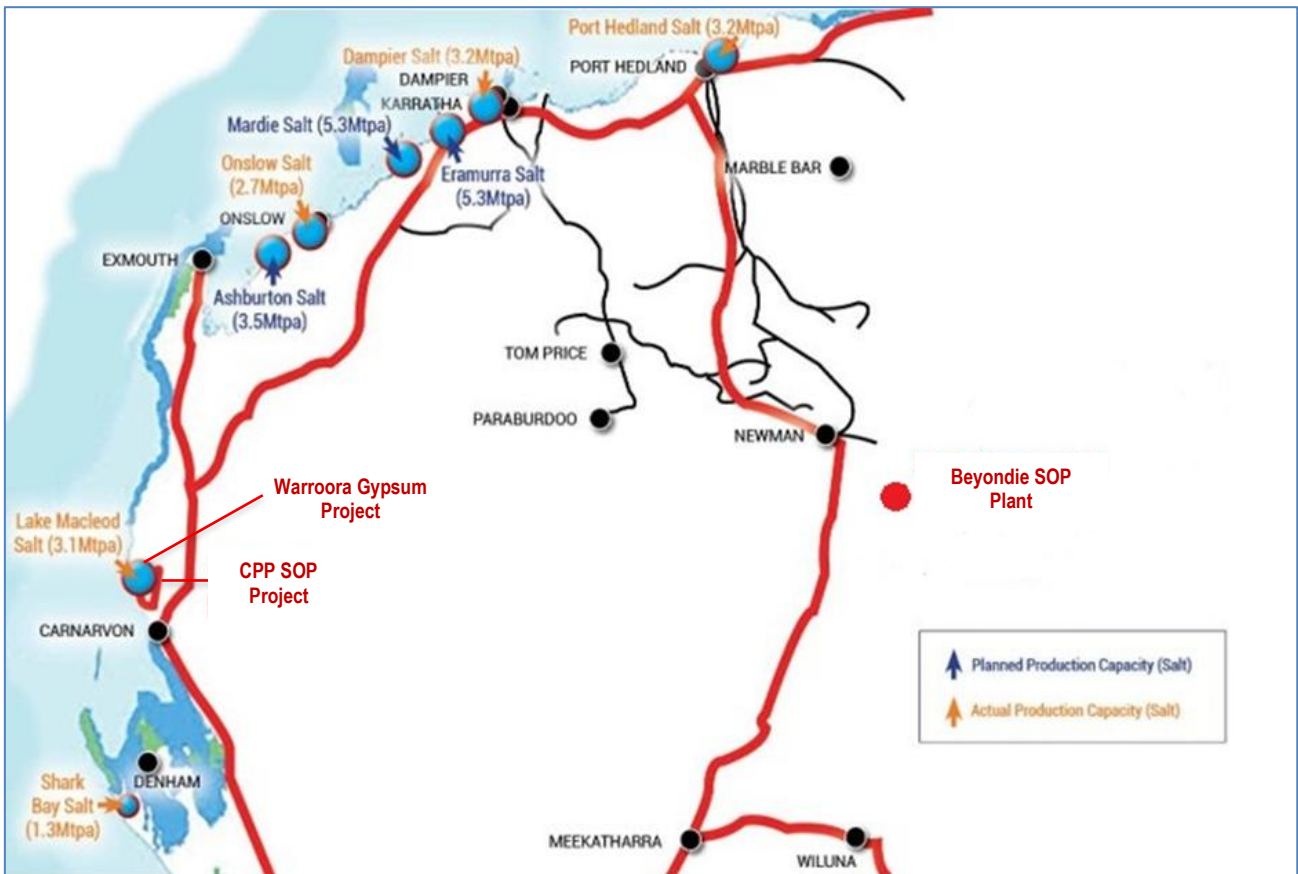 Port Hedland Salt (3.2Mtpa)
Dampier Salt (3.2Mtpa)
PORT HEDLAND
DAMPIER
KARRATHA
Mardie Salt (5.3Mtpa)
Onslow Salt
(2.7Mtpa)
Eramurra Salt
(5.3Mtpa)
MARBLE BAR
ONSLOW
EXMOUTH
Ashburton Salt
(3.5Mtpa)
TOM PRICE
PARABURDOO
NEWMAN
Beyondie SOP
Plant
Warroora Gypsum
Project
Lake Macleod
Salt (3.1Mtpa)
CPP SOP
Project
CARNARVON
Planned Production Capacity (Salt)
Actual Production Capacity (Salt)
DENHAM
Shark
Bay Salt
(1.3Mtpa)
MEEKATHARRA
WILUNA